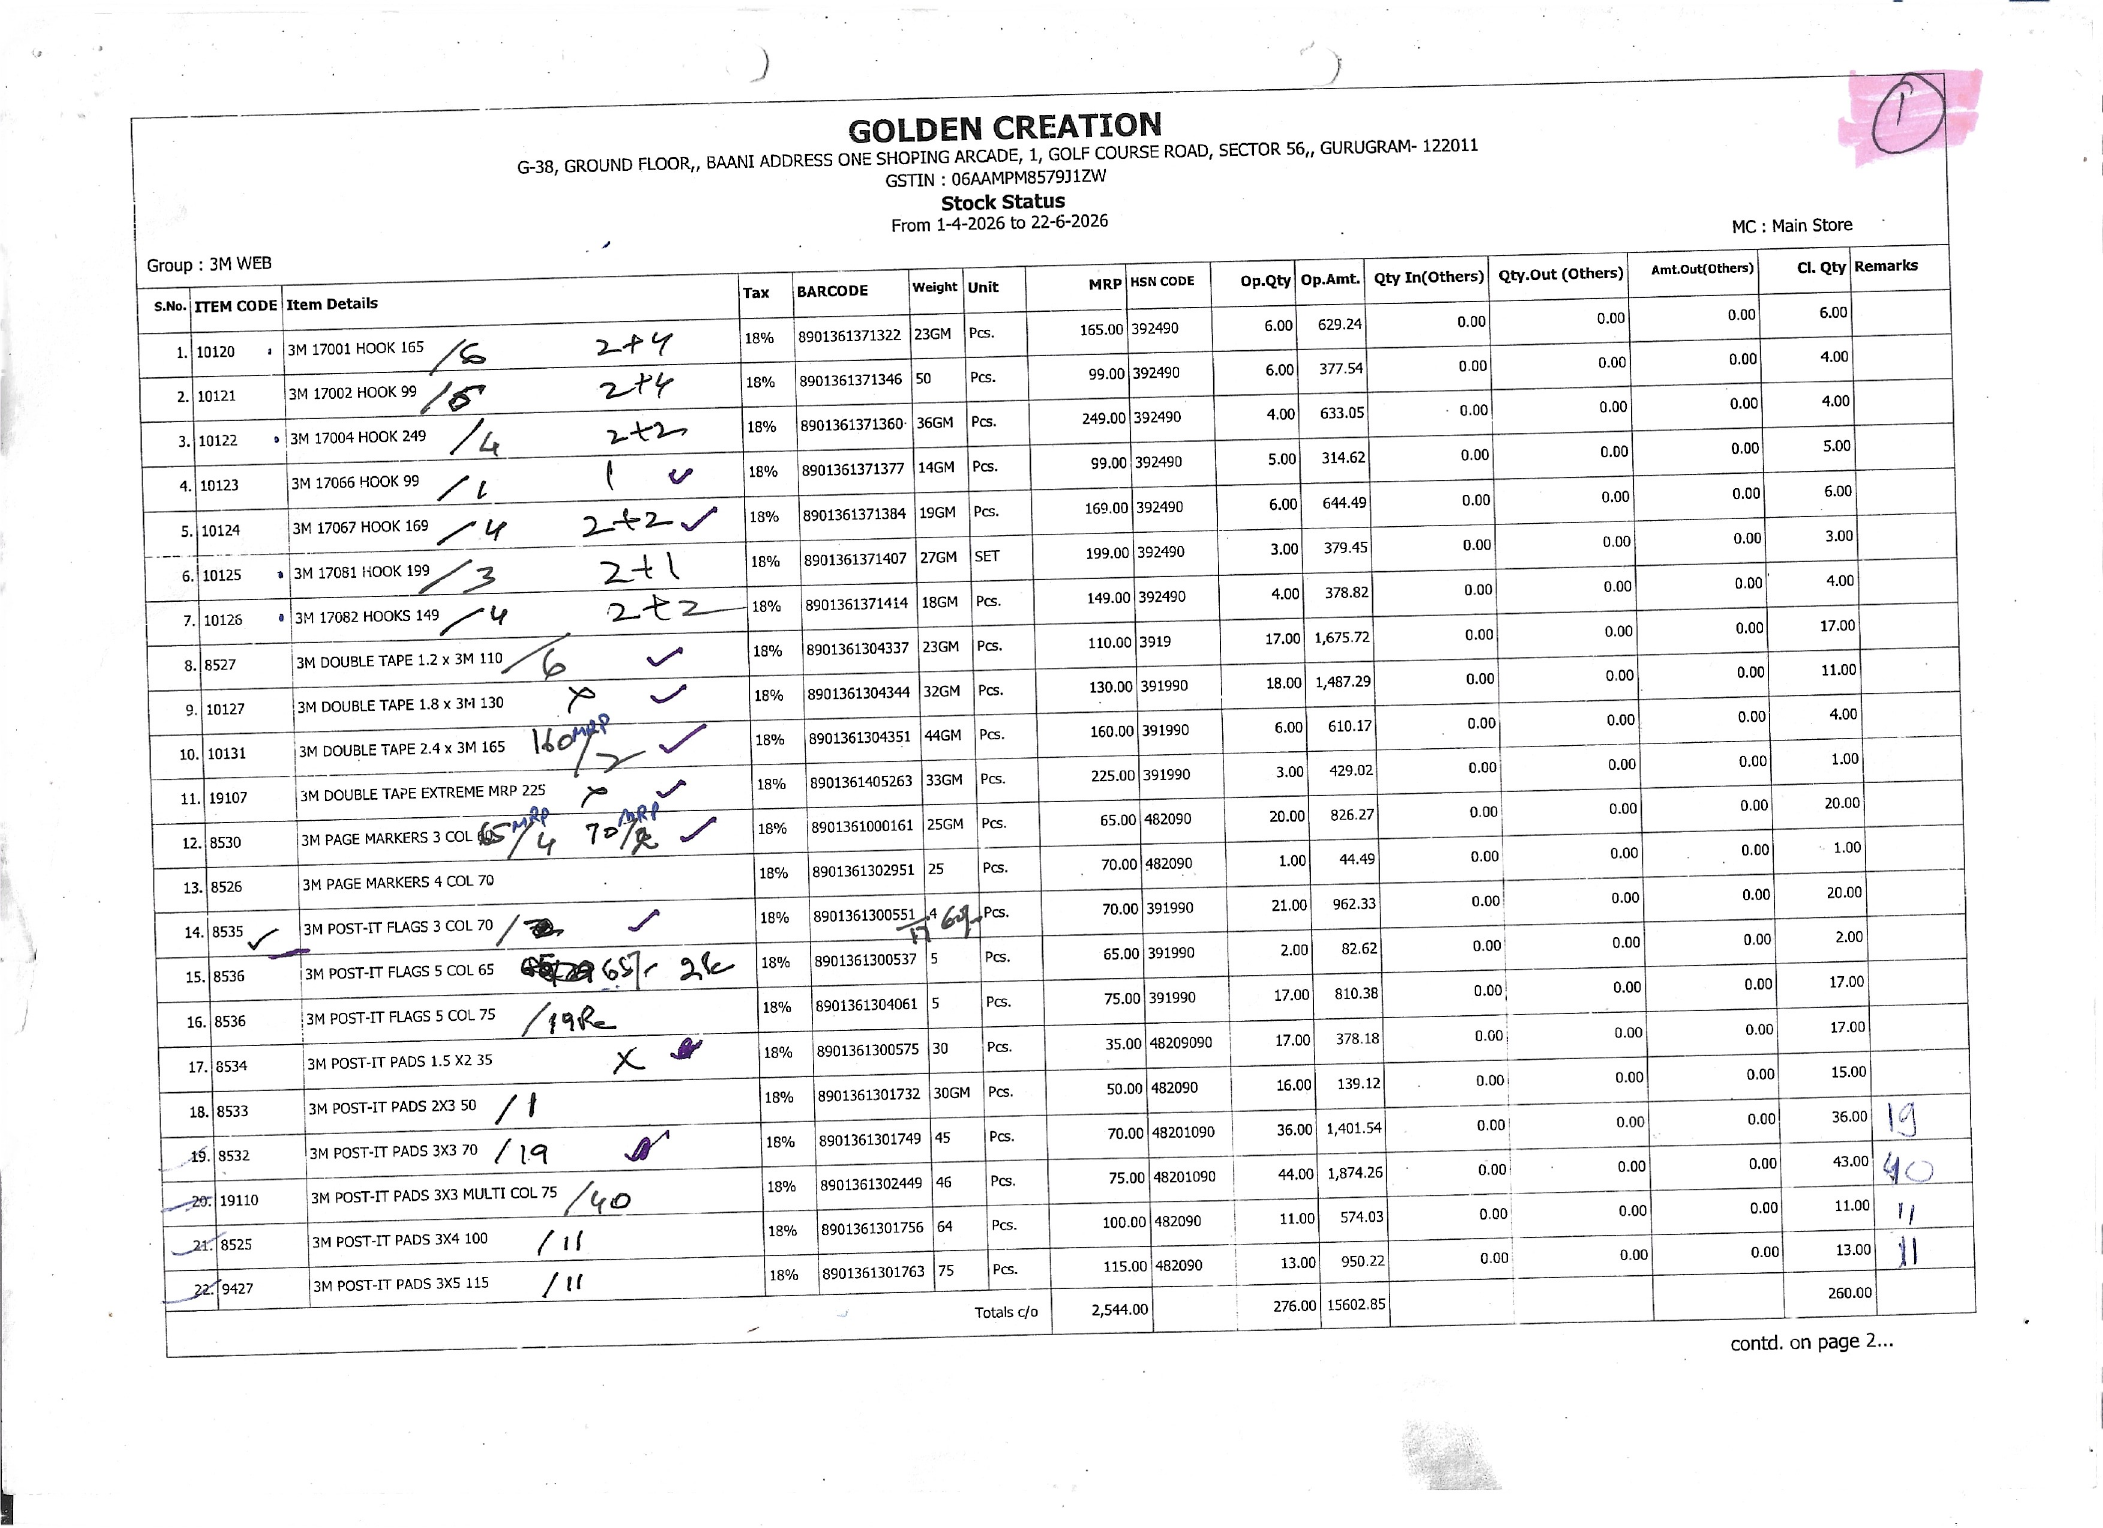 1
GOLDEN CREATION
G-38, GROUND FLOOR,, BAANI ADDRESS ONE SHOPING ARCADE, 1, GOLF COURSE ROAD, SECTOR 56,, GURUGRAM- 122011
GSTIN : 06AAMPM8579J1ZW
Stock Status
From 1-4-2026 to 22-6-2026
MC : Main Store
Group : 3M WEB
S.No. ITEM CODE Item Details Tax BARCODE Weight Unit MRP HSN CODE Op.Qty Op.Amt. Qty In(Others) Qty.Out (Others) Amt.Out(Others) Cl. Qty Remarks
1. 10120 3M 17001 HOOK 165 /6 2+4 18% 8901361371322 23GM Pcs. 165.00 392490 6.00 629.24 0.00 0.00 0.00 6.00
2. 10121 3M 17002 HOOK 99 / 2+4 18% 8901361371346 50 Pcs. 99.00 392490 6.00 377.54 0.00 0.00 0.00 4.00
3. 10122 3M 17004 HOOK 249 /4 2+2 18% 8901361371360 36GM Pcs. 249.00 392490 4.00 633.05 0.00 0.00 0.00 4.00
4. 10123 3M 17066 HOOK 99 /1 1 ✓ 18% 8901361371377 14GM Pcs. 99.00 392490 5.00 314.62 0.00 0.00 0.00 5.00
5. 10124 3M 17067 HOOK 169 /4 2+2 ✓ 18% 8901361371384 19GM Pcs. 169.00 392490 6.00 644.49 0.00 0.00 0.00 6.00
6. 10125 3M 17081 HOOK 199 /3 2+1 18% 8901361371407 27GM SET 199.00 392490 3.00 379.45 0.00 0.00 0.00 3.00
7. 10126 3M 17082 HOOKS 149 /4 2+2 18% 8901361371414 18GM Pcs. 149.00 392490 4.00 378.82 0.00 0.00 0.00 4.00
8. 8527 3M DOUBLE TAPE 1.2 x 3M 110 /6 ✓ 18% 8901361304337 23GM Pcs. 110.00 3919 17.00 1,675.72 0.00 0.00 0.00 17.00
9. 10127 3M DOUBLE TAPE 1.8 x 3M 130 x ✓ 18% 8901361304344 32GM Pcs. 130.00 391990 18.00 1,487.29 0.00 0.00 0.00 11.00
10. 10131 3M DOUBLE TAPE 2.4 x 3M 165 160 MRP/2 ✓ 18% 8901361304351 44GM Pcs. 160.00 391990 6.00 610.17 0.00 0.00 0.00 4.00
11. 19107 3M DOUBLE TAPE EXTREME MRP 225 x ✓ 18% 8901361405263 33GM Pcs. 225.00 391990 3.00 429.02 0.00 0.00 0.00 1.00
12. 8530 3M PAGE MARKERS 3 COL 65 MRP/4 70 MRP/2 ✓ 18% 8901361000161 25GM Pcs. 65.00 482090 20.00 826.27 0.00 0.00 0.00 20.00
13. 8526 3M PAGE MARKERS 4 COL 70 18% 8901361302951 25 Pcs. 70.00 482090 1.00 44.49 0.00 0.00 0.00 1.00
14. 8535 ✓ 3M POST-IT FLAGS 3 COL 70 / ✓ 18% 8901361300551 4 Pcs. 70.00 391990 21.00 962.33 0.00 0.00 0.00 20.00
15. 8536 3M POST-IT FLAGS 5 COL 65 65/- 18% 8901361300537 5 Pcs. 65.00 391990 2.00 82.62 0.00 0.00 0.00 2.00
16. 8536 3M POST-IT FLAGS 5 COL 75 /19Pc 18% 8901361304061 5 Pcs. 75.00 391990 17.00 810.38 0.00 0.00 0.00 17.00
17. 8534 3M POST-IT PADS 1.5 X2 35 X 18% 8901361300575 30 Pcs. 35.00 48209090 17.00 378.18 0.00 0.00 0.00 17.00
18. 8533 3M POST-IT PADS 2X3 50 /1 18% 8901361301732 30GM Pcs. 50.00 482090 16.00 139.12 0.00 0.00 0.00 15.00
19. 8532 3M POST-IT PADS 3X3 70 /19 18% 8901361301749 45 Pcs. 70.00 48201090 36.00 1,401.54 0.00 0.00 0.00 36.00 19
20. 19110 3M POST-IT PADS 3X3 MULTI COL 75 /40 18% 8901361302449 46 Pcs. 75.00 48201090 44.00 1,874.26 0.00 0.00 0.00 43.00 40
21. 8525 3M POST-IT PADS 3X4 100 /11 18% 8901361301756 64 Pcs. 100.00 482090 11.00 574.03 0.00 0.00 0.00 11.00 11
22. 9427 3M POST-IT PADS 3X5 115 /11 18% 8901361301763 75 Pcs. 115.00 482090 13.00 950.22 0.00 0.00 0.00 13.00 11
Totals c/o 2,544.00 276.00 15602.85 260.00
contd. on page 2...